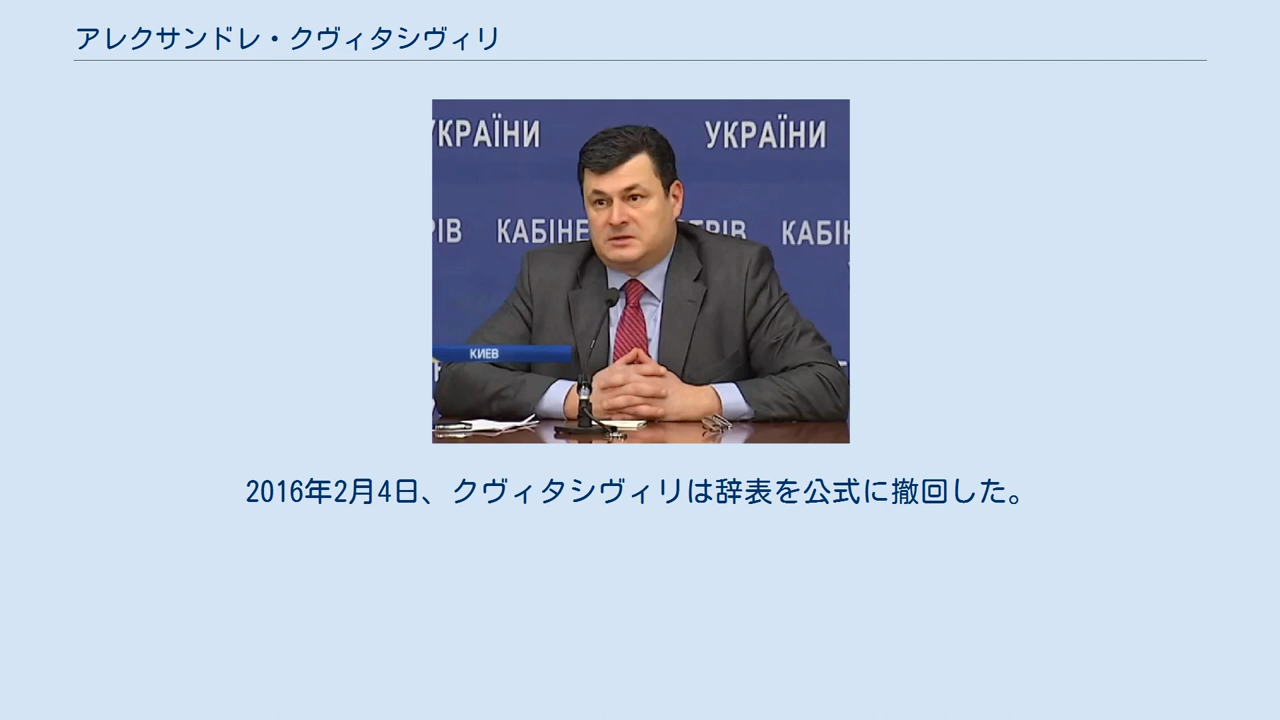 アレクサンドレ・クヴィタシヴィリ
УКРАЇНИ УКРАЇНИ
КАБІНЕ КАБІН
КИЕВ
2016年2月4日、クヴィタシヴィリは辞表を公式に撤回した。